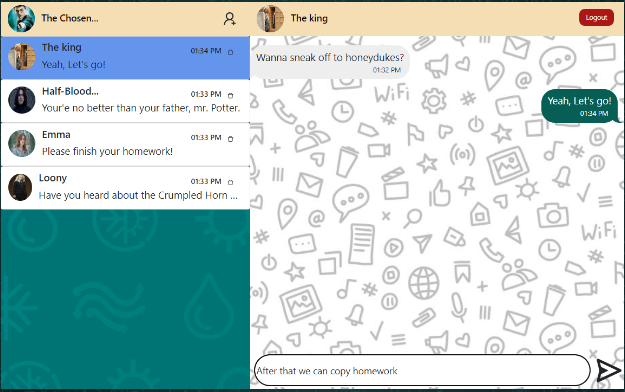 The Chosen...
The king
01:34 PM
Yeah, Let's go!
Half-Blood...
01:33 PM
Your'e no better than your father, mr. Potter.
Emma
01:33 PM
Please finish your homework!
Loony
01:33 PM
Have you heard about the Crumpled Horn ...
The king
Logout
Wanna sneak off to honeydukes?
01:32 PM
Yeah, Let's go!
01:34 PM
WiFi
WiFi
After that we can copy homework